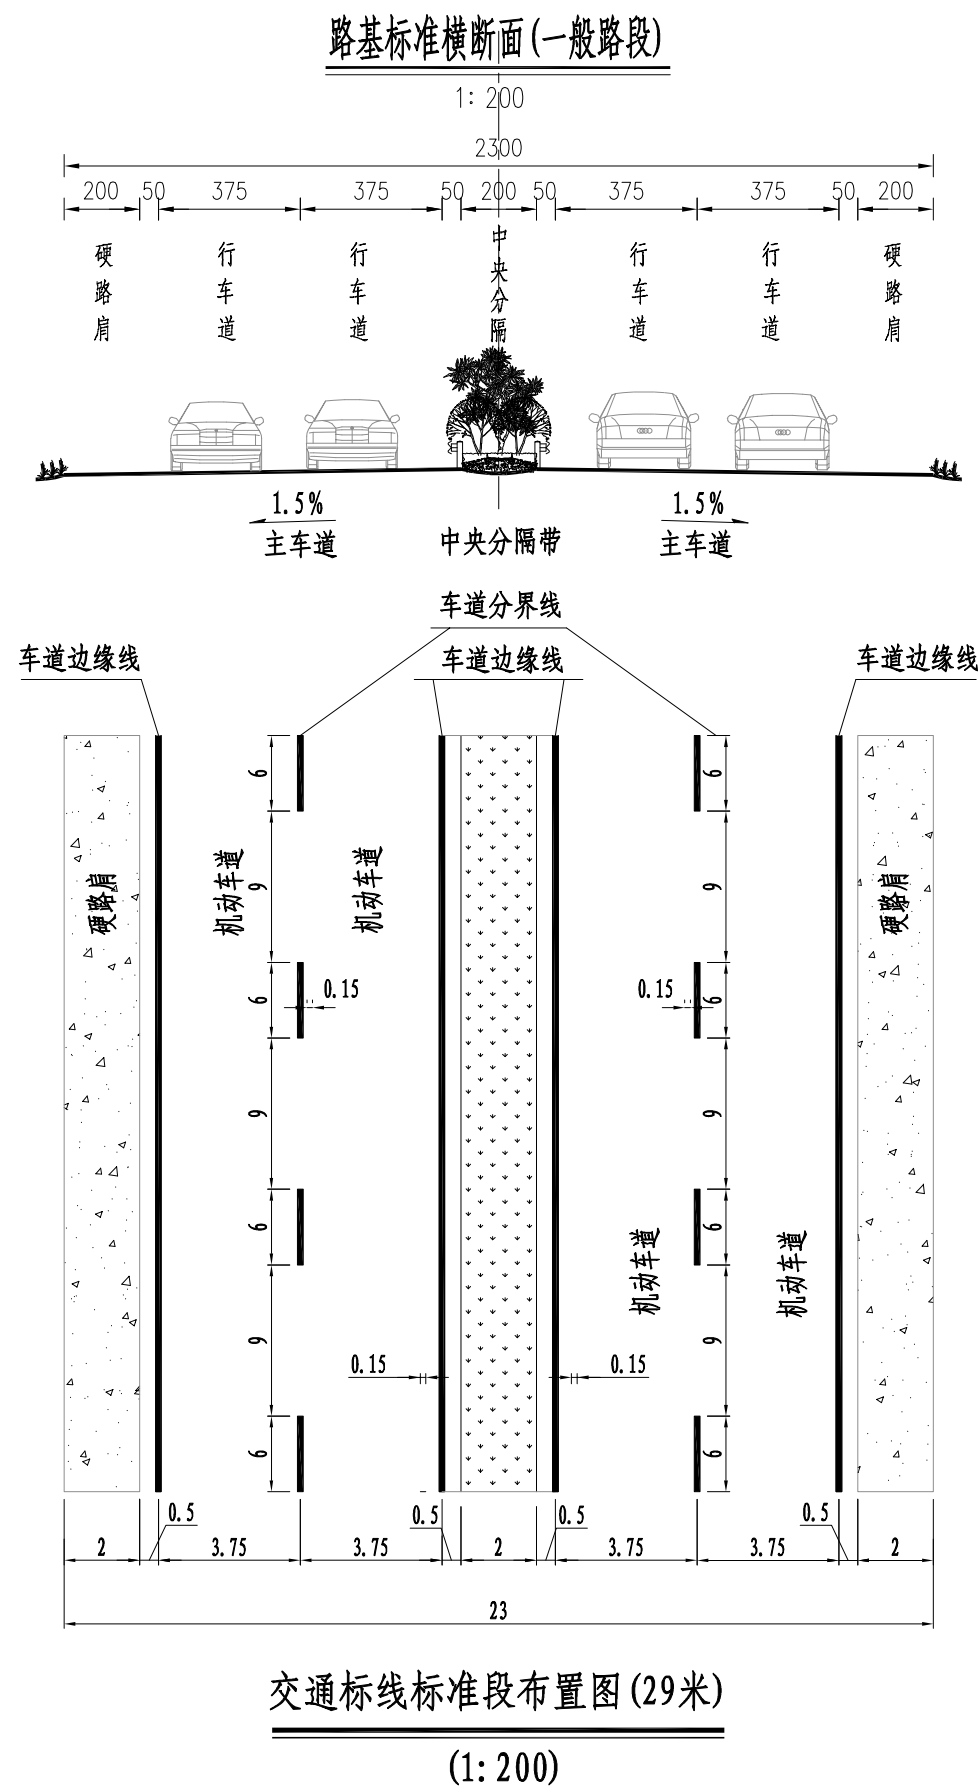 路基标准横断面(一般路段)
1: 200
2300
200 50 375 375 50 200 50 375 375 50 200
硬路肩 行车道 行车道 中央分隔 行车道 行车道 硬路肩
1.5% 1.5%
主车道 中央分隔带 主车道
车道分界线
车道边缘线 车道边缘线 车道边缘线
6 6
9 9
硬路肩 机动车道 机动车道 硬路肩
6 0.15 0.15 6
9 9
6 6
机动车道 机动车道
9 9
0.15 0.15
6 6
0.5 0.5 0.5 0.5
2 3.75 3.75 2 3.75 3.75 2
23
交通标线标准段布置图(29米)
(1: 200)